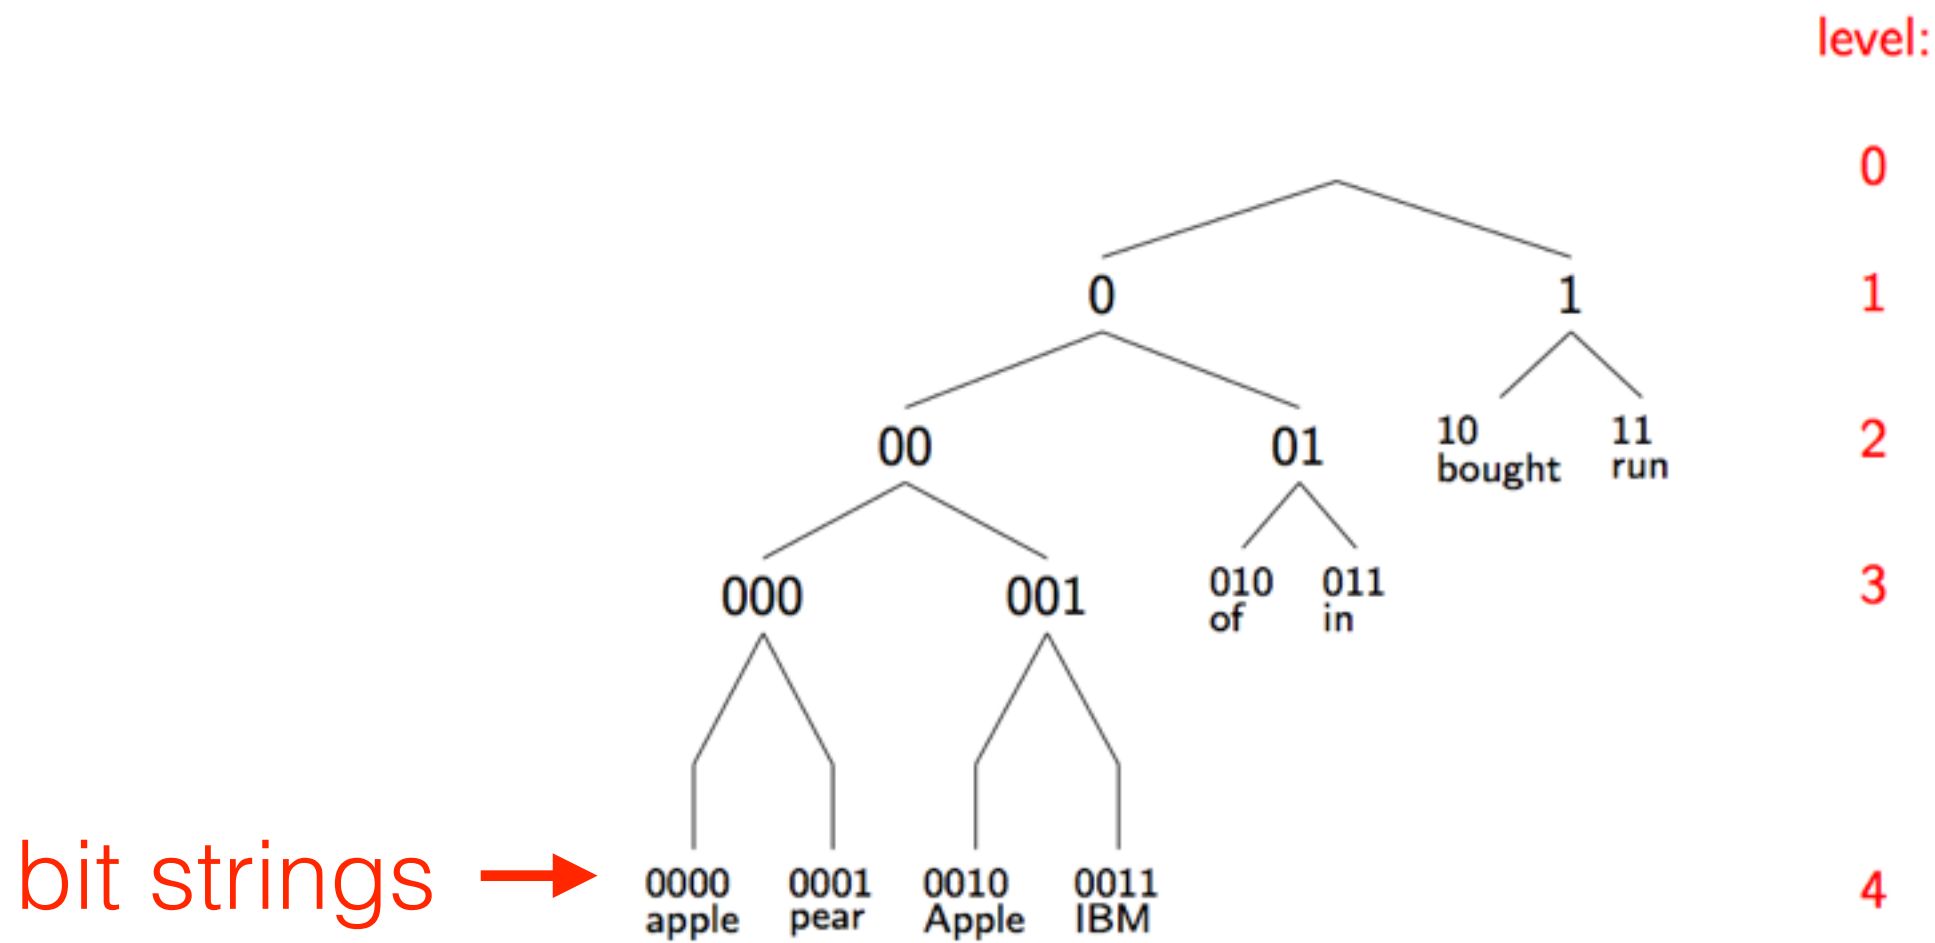 level:
0
0 1 1
00 01 2
10 11
bought run
000 001 3
010 011
of in
bit strings
0000 0001 0010 0011 4
apple pear Apple IBM